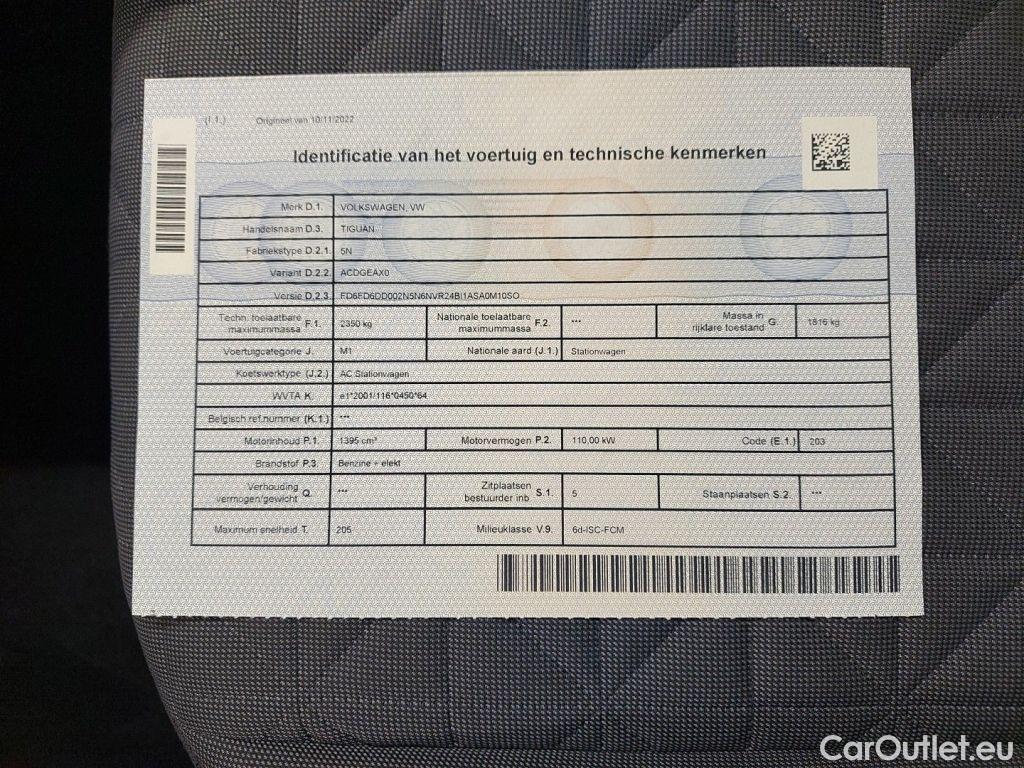 (I.1.) Origineel van 10/11/2022
Identificatie van het voertuig en technische kenmerken
Merk D.1. VOLKSWAGEN, VW
Handelsnaam D.3. TIGUAN
Fabriekstype D.2.1. 5N
Variant D.2.2. ACDGEAX0
Versie D.2.3. FD6FD6DD002N5N6NVR24BI1ASA0M10SO
Techn. toelaatbare maximummassa F.1. 2350 kg Nationale toelaatbare maximummassa F.2. --- Massa in rijklare toestand G. 1816 kg
Voertuigcategorie J. M1 Nationale aard (J.1.) Stationwagen
Koetswerktype (J.2.) AC Stationwagen
WVTA K. e1*2001/116*0450*64
Belgisch ref.nummer (K.1.) ---
Motorinhoud P.1. 1395 cm³ Motorvermogen P.2. 110,00 kW Code (E.1.) 203
Brandstof P.3. Benzine + elekt
Verhouding vermogen/gewicht Q. --- Zitplaatsen bestuurder inb S.1. 5 Staanplaatsen S.2. ---
Maximum snelheid T. 205 Milieuklasse V.9. 6d-ISC-FCM
CarOutlet.eu